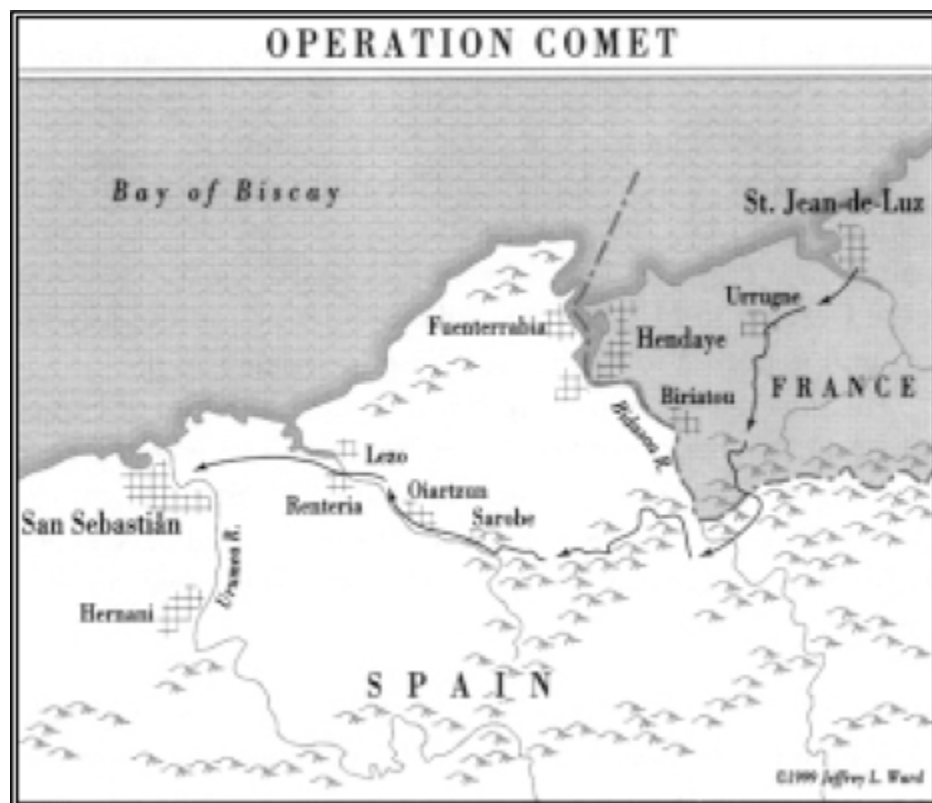 OPERATION COMET
Bay of Biscay
St. Jean-de-Luz
Urrugne
Fuenterrabia
Hendaye
FRANCE
Biriatou
Bidasoa R.
Lezo
Renteria
Oiartzun
Sarobe
San Sebastián
Urumea R.
Hernani
SPAIN
©1999 Jeffrey L. Ward